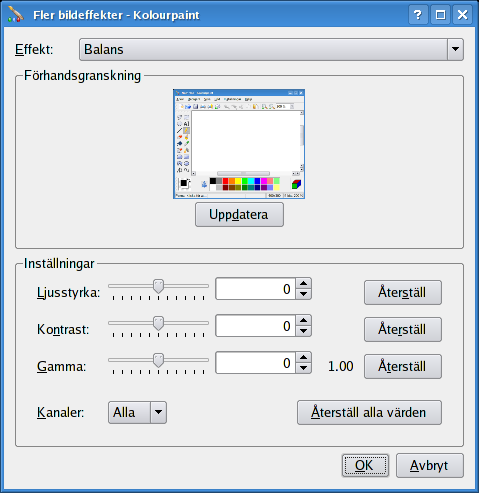 Fler bildeffekter - Kolourpaint
Effekt: Balans
Förhandsgranskning
Uppdatera
Inställningar
Ljusstyrka: 0 Återställ
Kontrast: 0 Återställ
Gamma: 0 1.00 Återställ
Kanaler: Alla Återställ alla värden
OK Avbryt